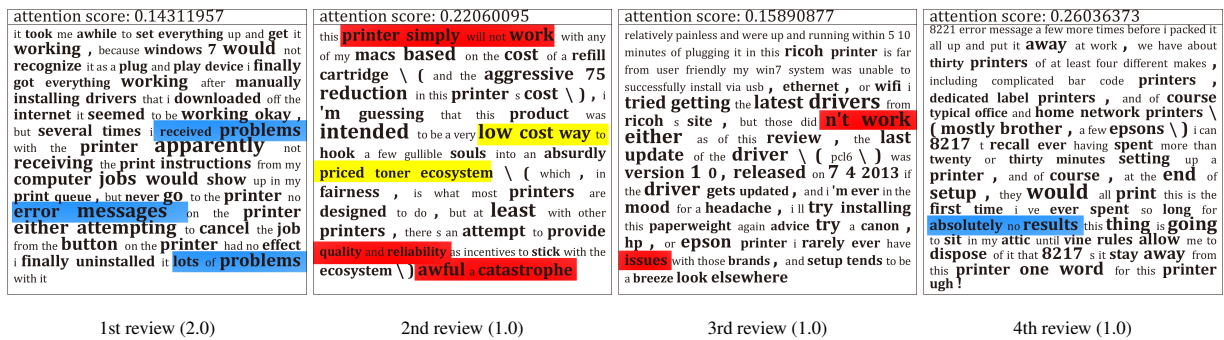 attention score: 0.14311957
it took me awhile to set everything up and get it
working , because windows 7 would not
recognize it as a plug and play device i finally
got everything working after manually
installing drivers that i downloaded off the
internet it seemed to be working okay ,
but several times i received problems
with the printer apparently not
receiving the print instructions from my
computer jobs would show up in my
print queue , but never go to the printer no
error messages on the printer
either attempting to cancel the job
from the button on the printer had no effect
i finally uninstalled it lots of problems
with it
1st review (2.0)
attention score: 0.22060095
this printer simply will not work with any
of my macs based on the cost of a refill
cartridge \ ( and the aggressive 75
reduction in this printer s cost \ ) , i
'm guessing that this product was
intended to be a very low cost way to
hook a few gullible souls into an absurdly
priced toner ecosystem \ ( which , in
fairness , is what most printers are
designed to do , but at least with other
printers , there s an attempt to provide
quality and reliability as incentives to stick with the
ecosystem \ ) awful a catastrophe
2nd review (1.0)
attention score: 0.15890877
relatively painless and were up and running within 5 10
minutes of plugging it in this ricoh printer is far
from user friendly my win7 system was unable to
successfully install via usb , ethernet , or wifi i
tried getting the latest drivers from
ricoh s site , but those did n't work
either as of this review , the last
update of the driver \ ( pcl6 \ ) was
version 1 0 , released on 7 4 2013 if
the driver gets updated , and i 'm ever in the
mood for a headache , i ll try installing
this paperweight again advice try a canon ,
hp , or epson printer i rarely ever have
issues with those brands , and setup tends to be
a breeze look elsewhere
3rd review (1.0)
attention score: 0.26036373
8221 error message a few more times before i packed it
all up and put it away at work , we have about
thirty printers of at least four different makes ,
including complicated bar code printers ,
dedicated label printers , and of course
typical office and home network printers \
( mostly brother , a few epsons \ ) i can
8217 t recall ever having spent more than
twenty or thirty minutes setting up a
printer , and of course , at the end of
setup , they would all print this is the
first time i ve ever spent so long for
absolutely no results this thing is going
to sit in my attic until vine rules allow me to
dispose of it that 8217 s it stay away from
this printer one word for this printer
ugh !
4th review (1.0)